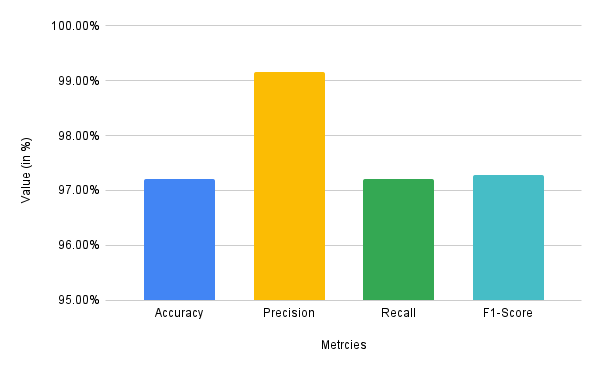 100.00%
99.00%
98.00%
97.00%
96.00%
95.00%
Value (in %)
Accuracy Precision Recall F1-Score
Metrcies